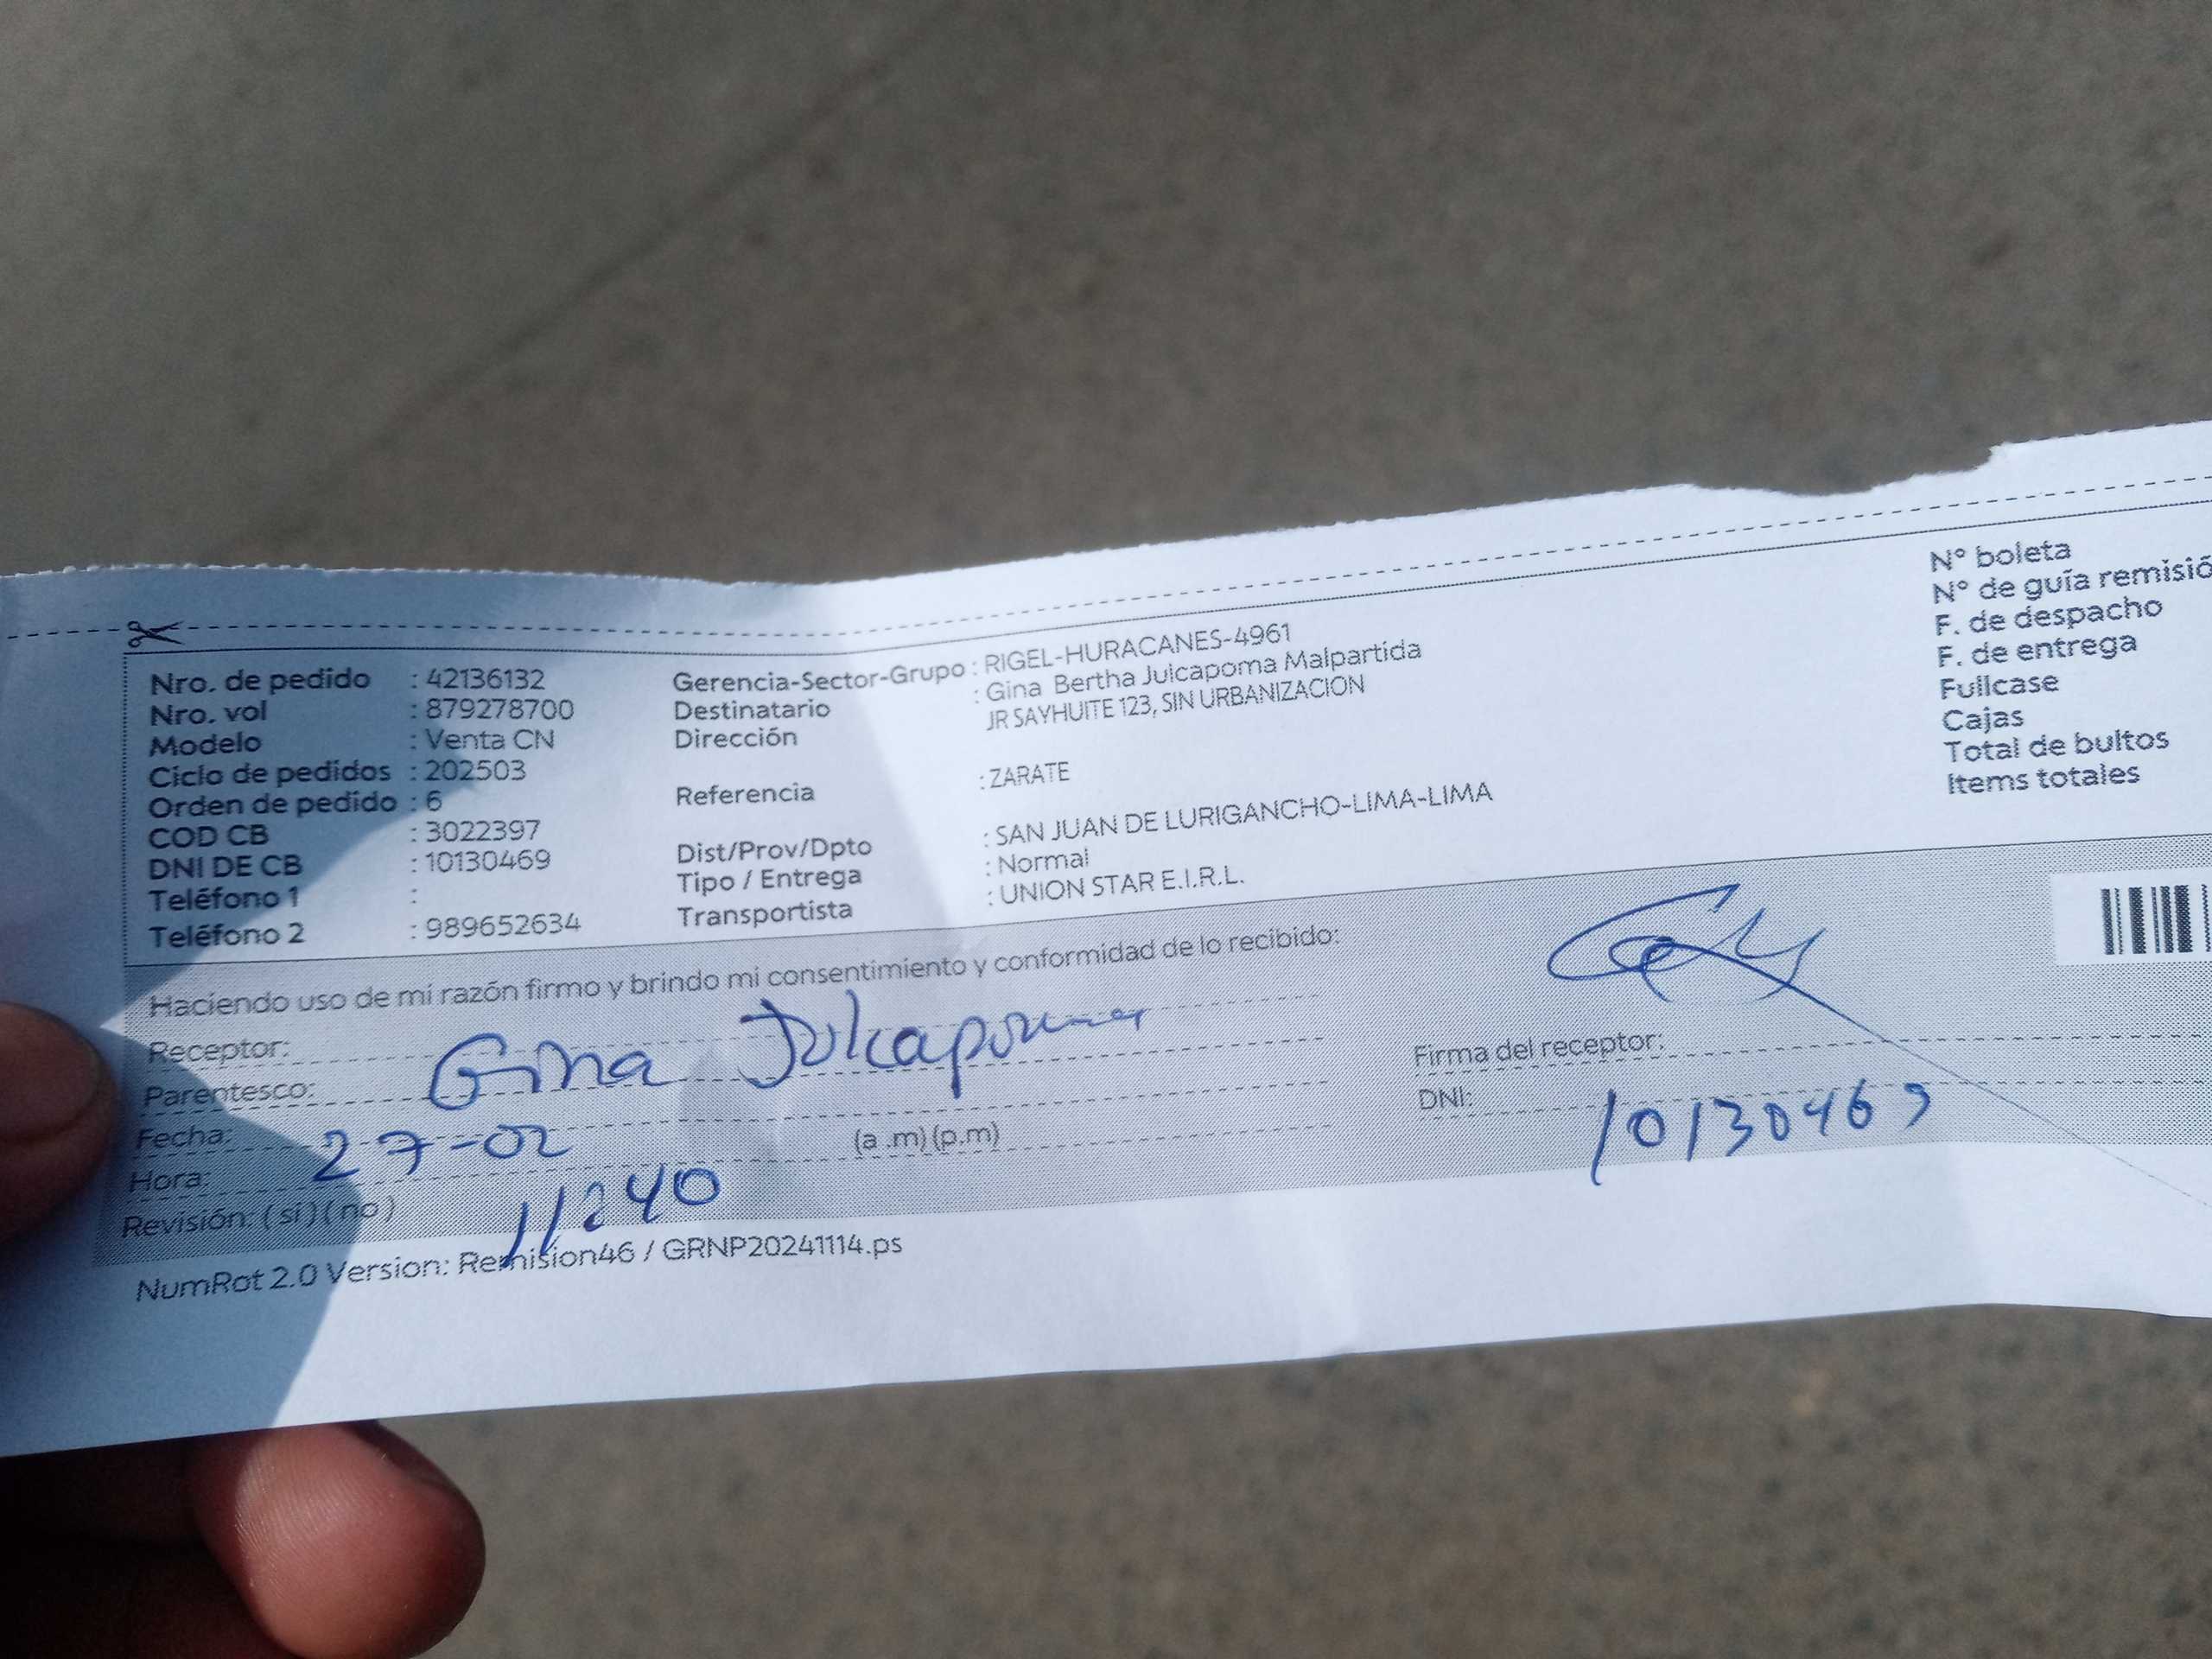 Nro. de pedido : 42136132
Nro. vol : 879278700
Modelo : Venta CN
Ciclo de pedidos : 202503
Orden de pedido : 6
COD CB : 3022397
DNI DE CB : 10130469
Teléfono 1 :
Teléfono 2 : 989652634
Gerencia-Sector-Grupo : RIGEL-HURACANES-4961
Destinatario : Gina Bertha Julcapoma Malpartida
Dirección JR SAYHUITE 123, SIN URBANIZACION
Referencia : ZARATE
Dist/Prov/Dpto : SAN JUAN DE LURIGANCHO-LIMA-LIMA
Tipo / Entrega : Normal
Transportista : UNION STAR E.I.R.L.
N° boleta
N° de guía remisió
F. de despacho
F. de entrega
Fullcase
Cajas
Total de bultos
Items totales
Haciendo uso de mi razón firmo y brindo mi consentimiento y conformidad de lo recibido:
Receptor: Gina Julcapoma
Parentesco:
Fecha: 27-02
Hora: 11:40 (a .m) (p.m)
Revisión: ( si ) ( no )
Firma del receptor:
DNI: 10130469
NumRot 2.0 Version: Remision46 / GRNP20241114.ps